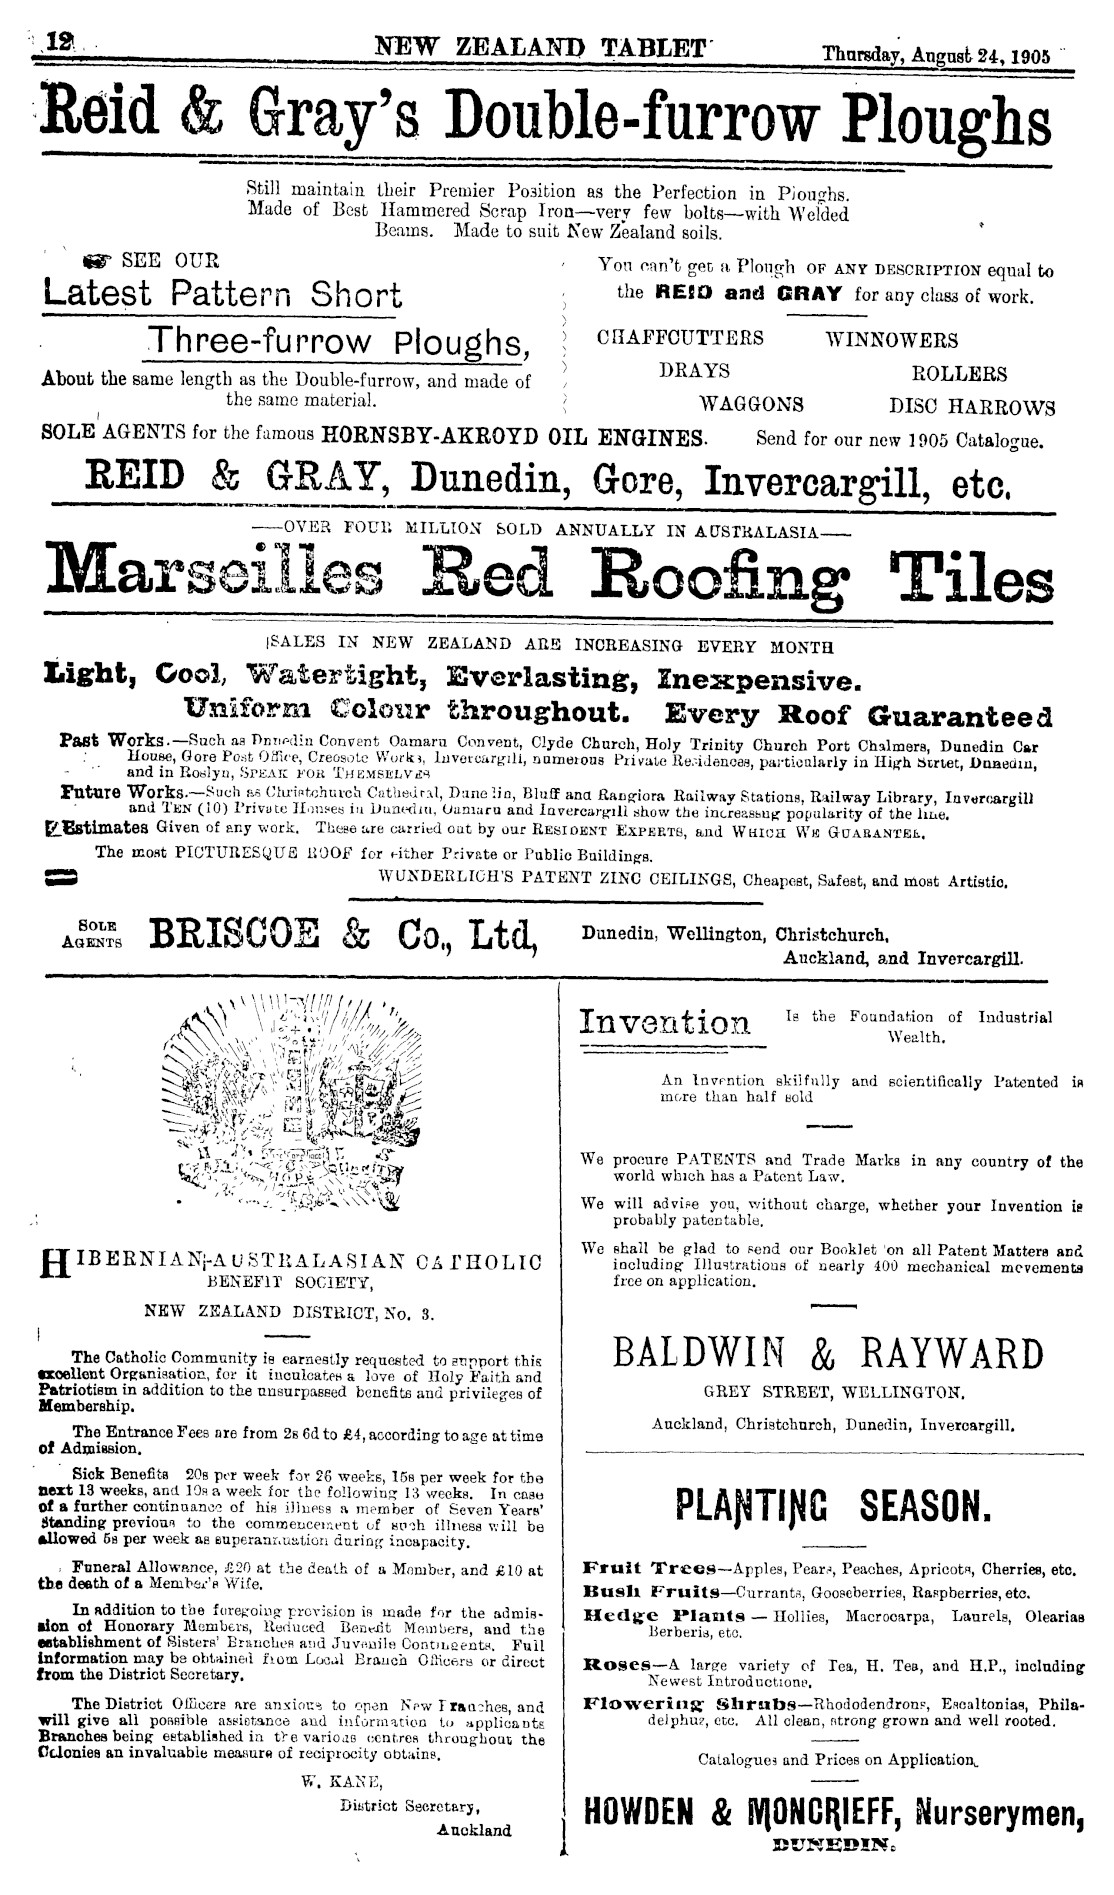 12
NEW ZEALAND TABLET
Thursday, August 24, 1905
Reid & Gray's Double-furrow Ploughs
Still maintain their Premier Position as the Perfection in Ploughs.
Made of Best Hammered Scrap Iron—very few bolts—with Welded
Beams. Made to suit New Zealand soils.
SEE OUR
Latest Pattern Short
Three-furrow Ploughs,
About the same length as the Double-furrow, and made of
the same material.
You can't get a Plough OF ANY DESCRIPTION equal to
the REID and GRAY for any class of work.
CHAFFCUTTERS WINNOWERS
DRAYS ROLLERS
WAGGONS DISC HARROWS
SOLE AGENTS for the famous HORNSBY-AKROYD OIL ENGINES. Send for our new 1905 Catalogue.
REID & GRAY, Dunedin, Gore, Invercargill, etc.
—OVER FOUR MILLION SOLD ANNUALLY IN AUSTRALASIA—
Marseilles Red Roofing Tiles
SALES IN NEW ZEALAND ARE INCREASING EVERY MONTH
Light, Cool, Watertight, Everlasting, Inexpensive.
Uniform Colour throughout. Every Roof Guaranteed
Past Works.—Such as Dunedin Convent Oamaru Convent, Clyde Church, Holy Trinity Church Port Chalmers, Dunedin Car
House, Gore Post Office, Creosote Works, Invercargill, numerous Private Residences, particularly in High Strtet, Dunedin,
and in Roslyn, SPEAK FOR THEMSELVES
Future Works.—Such as Christchurch Cathedral, Dunedin, Bluff and Rangiora Railway Stations, Railway Library, Invercargill
and TEN (10) Private Houses in Dunedin, Oamaru and Invercargill show the increasing popularity of the line.
Estimates Given of any work. These are carried out by our RESIDENT EXPERTS, and WHICH WE GUARANTEE.
The most PICTURESQUE ROOF for either Private or Public Buildings.
WUNDERLICH'S PATENT ZINC CEILINGS, Cheapest, Safest, and most Artistic.
SOLE
AGENTS
BRISCOE & Co., Ltd,
Dunedin, Wellington, Christchurch,
Auckland, and Invercargill.
HOPE
HIBERNIAN-AUSTRALASIAN CATHOLIC
BENEFIT SOCIETY,
NEW ZEALAND DISTRICT, No. 3.
The Catholic Community is earnestly requested to support this
excellent Organisation, for it inculcates a love of Holy Faith and
Patriotism in addition to the unsurpassed benefits and privileges of
Membership.
The Entrance Fees are from 2s 6d to £4, according to age at time
of Admission.
Sick Benefits 20s per week for 26 weeks, 15s per week for the
next 13 weeks, and 10s a week for the following 13 weeks. In case
of a further continuance of his illness a member of Seven Years'
Standing previous to the commencement of such illness will be
allowed 5s per week as superannuation during incapacity.
Funeral Allowance, £20 at the death of a Member, and £10 at
the death of a Member's Wife.
In addition to the foregoing provision is made for the admis-
sion of Honorary Members, Reduced Benefit Members, and the
establishment of Sisters' Branches and Juvenile Contingents. Full
information may be obtained from Local Branch Officers or direct
from the District Secretary.
The District Officers are anxious to open New Branches, and
will give all possible assistance and information to applicants
Branches being established in the various centres throughout the
Colonies an invaluable measure of reciprocity obtains.
W. KANE,
District Secretary,
Auckland
Invention Is the Foundation of Industrial
Wealth.
An Invention skilfully and scientifically Patented is
more than half sold
We procure PATENTS and Trade Marks in any country of the
world which has a Patent Law.
We will advise you, without charge, whether your Invention is
probably patentable.
We shall be glad to send our Booklet on all Patent Matters and
including Illustrations of nearly 400 mechanical movements
free on application.
BALDWIN & RAYWARD
GREY STREET, WELLINGTON.
Auckland, Christchurch, Dunedin, Invercargill.
PLANTING SEASON.
Fruit Trees—Apples, Pears, Peaches, Apricots, Cherries, etc.
Bush Fruits—Currants, Gooseberries, Raspberries, etc.
Hedge Plants — Hollies, Macrocarpa, Laurels, Olearias
Berberis, etc.
Roses—A large variety of Tea, H. Tea, and H.P., including
Newest Introductions.
Flowering Shrubs—Rhododendrons, Escaltonias, Phila-
delphus, etc. All clean, strong grown and well rooted.
Catalogues and Prices on Application.
HOWDEN & MONCRIEFF, Nurserymen,
DUNEDIN.